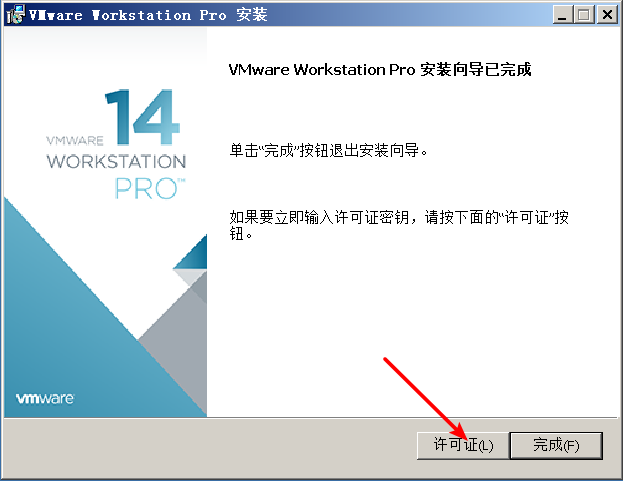 VMware Workstation Pro 安装
VMware Workstation Pro 安装向导已完成
14
VMWARE
WORKSTATION
PRO™
单击“完成”按钮退出安装向导。
如果要立即输入许可证密钥，请按下面的“许可证”按
钮。
vmware
许可证(L)
完成(F)